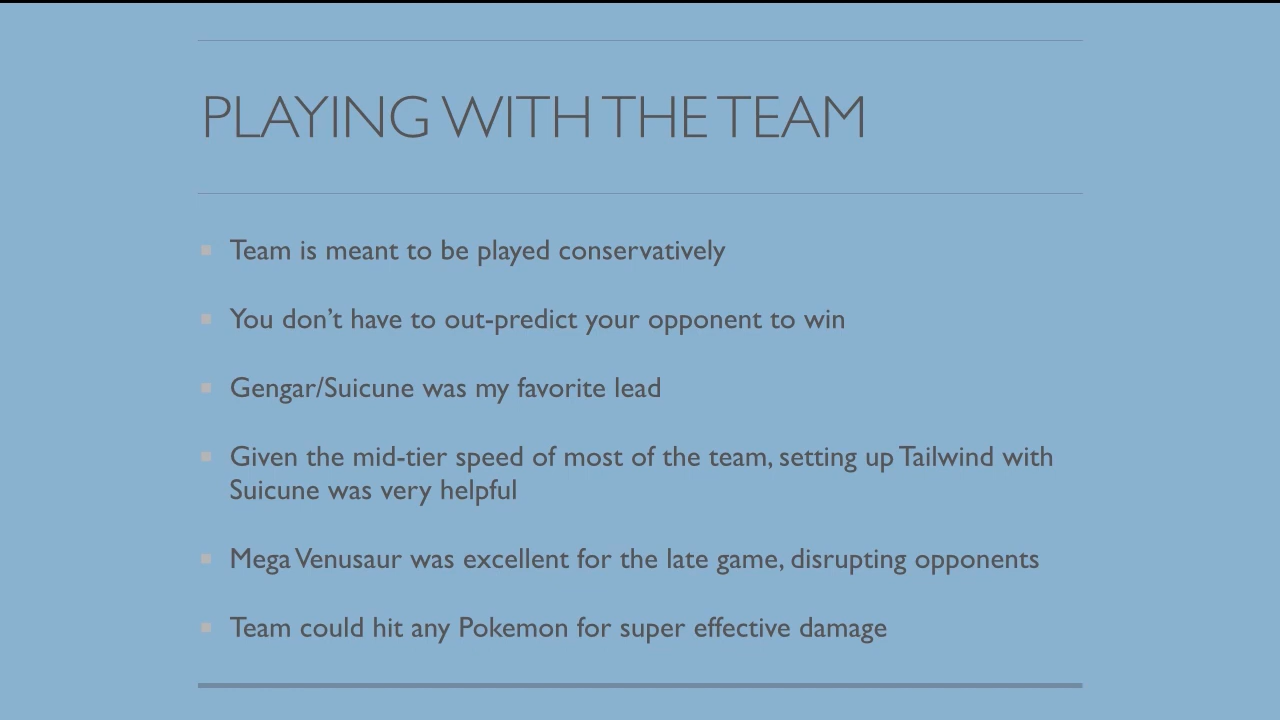 PLAYING WITH THE TEAM
Team is meant to be played conservatively
You don't have to out-predict your opponent to win
Gengar/Suicune was my favorite lead
Given the mid-tier speed of most of the team, setting up Tailwind with
Suicune was very helpful
Mega Venusaur was excellent for the late game, disrupting opponents
Team could hit any Pokemon for super effective damage